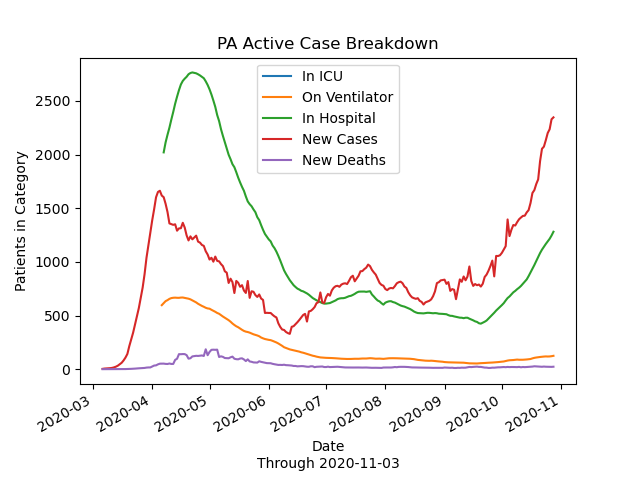 PA Active Case Breakdown
In ICU
On Ventilator
In Hospital
New Cases
New Deaths
Patients in Category
2500
2000
1500
1000
500
0
2020-03
2020-04
2020-05
2020-06
2020-07
2020-08
2020-09
2020-10
2020-11
Date
Through 2020-11-03